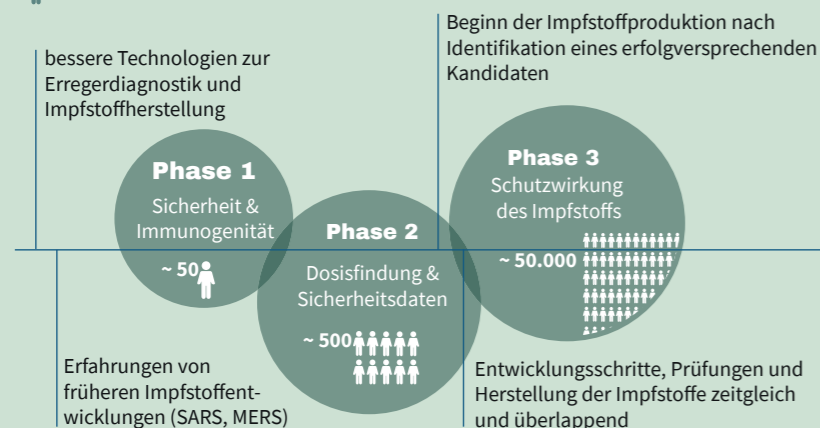 bessere Technologien zur
Erregerdiagnostik und
Impfstoffherstellung
Beginn der Impfstoffproduktion nach
Identifikation eines erfolgversprechenden
Kandidaten
Phase 1
Sicherheit &
Immunogenität
~ 50
Phase 2
Dosisfindung &
Sicherheitsdaten
~ 500
Phase 3
Schutzwirkung
des Impfstoffs
~ 50.000
Erfahrungen von
früheren Impfstoffent-
wicklungen (SARS, MERS)
Entwicklungsschritte, Prüfungen und
Herstellung der Impfstoffe zeitgleich
und überlappend